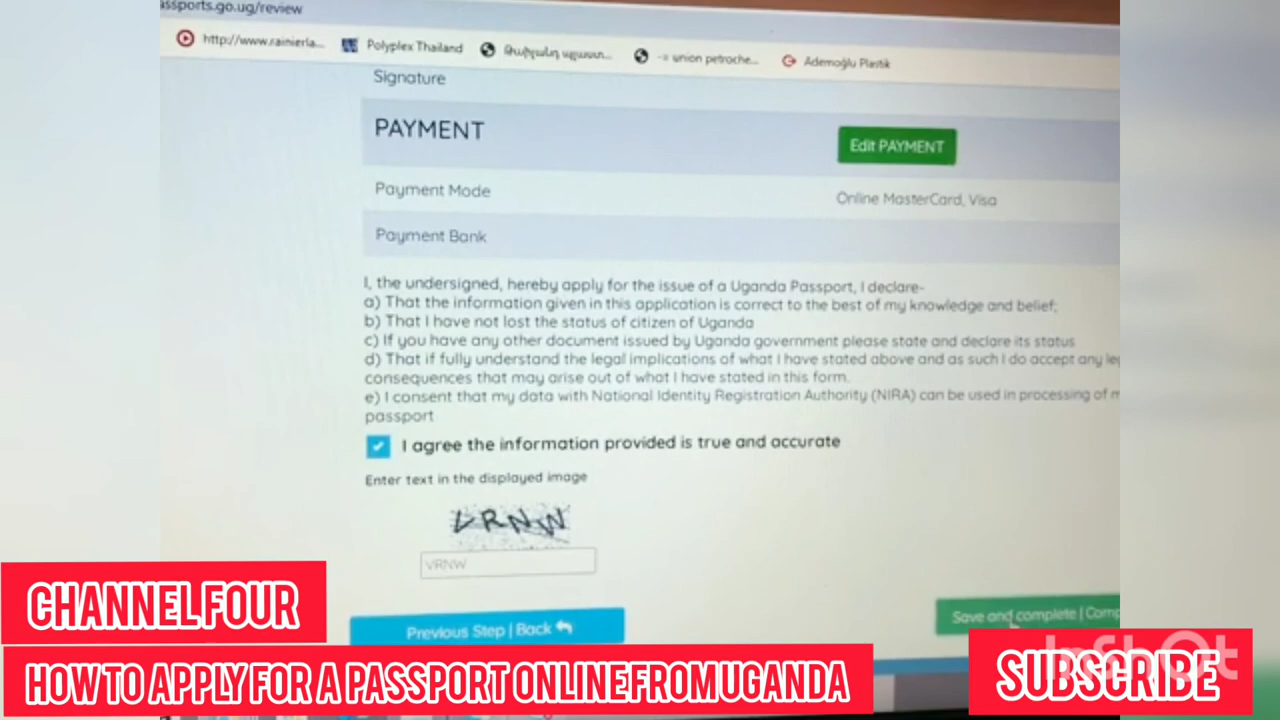 assports.go.ug/review
http://www.rainierla... Polyplex Thailand -= union petroche... Ademoğlu Plastik
Signature
PAYMENT
Edit PAYMENT
Payment Mode
Online MasterCard, Visa
Payment Bank
I, the undersigned, hereby apply for the issue of a Uganda Passport, I declare-
a) That the information given in this application is correct to the best of my knowledge and belief;
b) That I have not lost the status of citizen of Uganda
c) If you have any other document issued by Uganda government please state and declare its status
d) That if fully understand the legal implications of what I have stated above and as such I do accept any le
consequences that may arise out of what I have stated in this form.
e) I consent that my data with National Identity Registration Authority (NIRA) can be used in processing of m
passport
I agree the information provided is true and accurate
Enter text in the displayed image
VRNW
VRNW
Previous Step | Back
Save and complete | Comp
InShOt
CHANNEL FOUR
HOW TO APPLY FOR A PASSPORT ONLINE FROM UGANDA
SUBSCRIBE